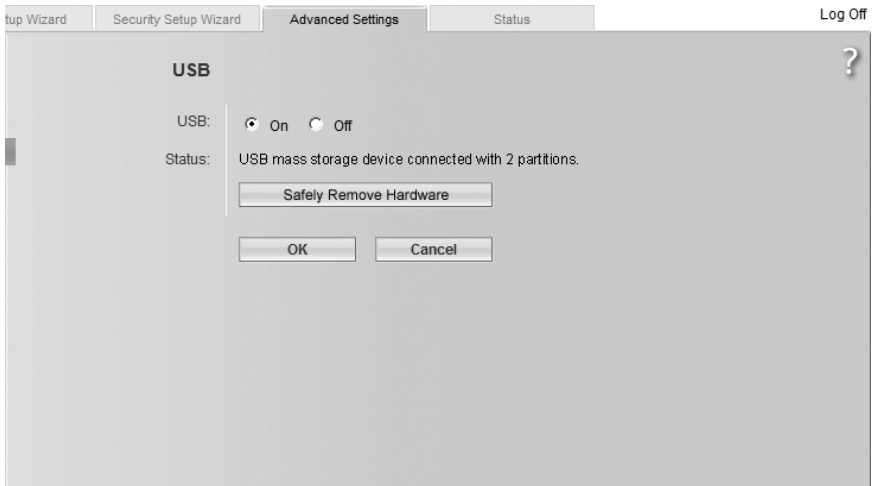 tup Wizard Security Setup Wizard Advanced Settings Status Log Off
?
USB
USB: On Off
Status: USB mass storage device connected with 2 partitions.
Safely Remove Hardware
OK Cancel